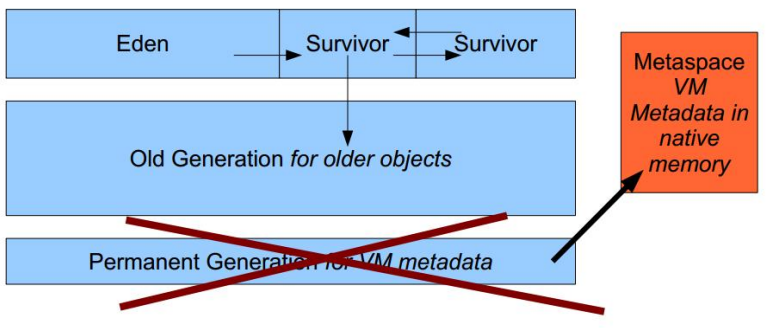 Eden
Survivor
Survivor
Old Generation for older objects
Permanent Generation for VM metadata
Metaspace
VM
Metadata in
native
memory